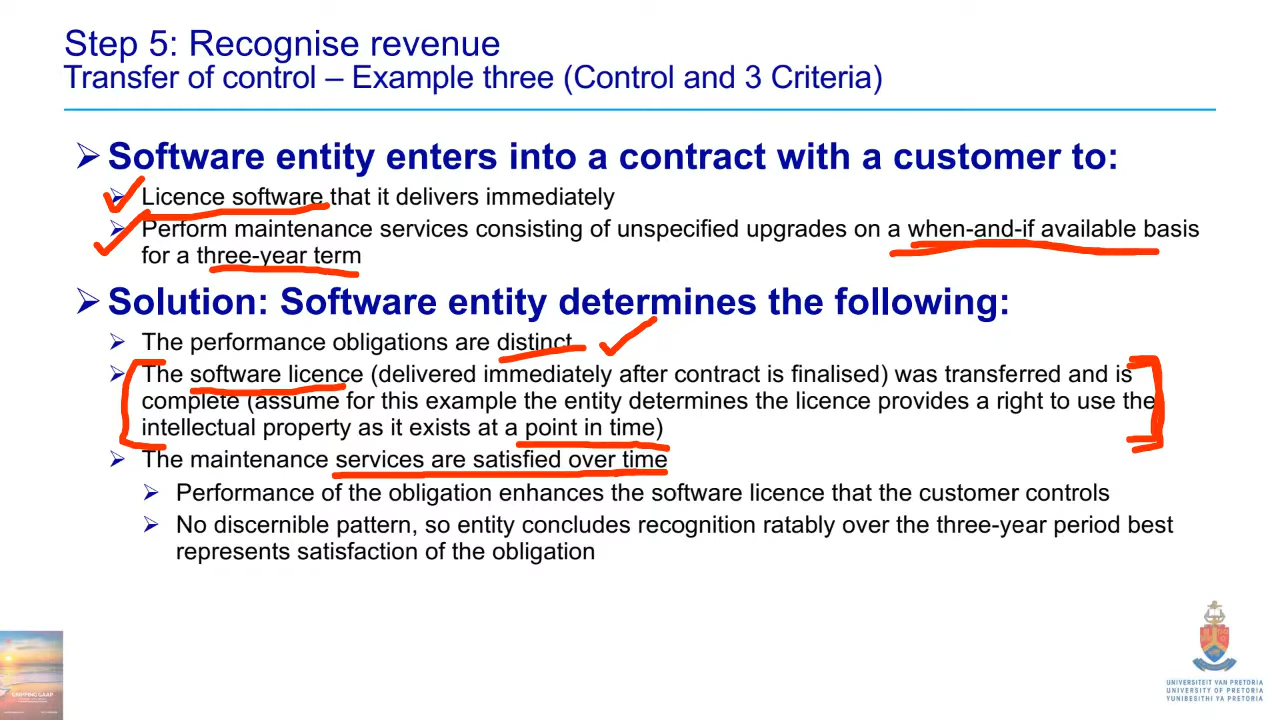 Step 5: Recognise revenue
Transfer of control – Example three (Control and 3 Criteria)
Software entity enters into a contract with a customer to:
Licence software that it delivers immediately
Perform maintenance services consisting of unspecified upgrades on a when-and-if available basis
for a three-year term
Solution: Software entity determines the following:
The performance obligations are distinct
The software licence (delivered immediately after contract is finalised) was transferred and is
complete (assume for this example the entity determines the licence provides a right to use the
intellectual property as it exists at a point in time)
The maintenance services are satisfied over time
Performance of the obligation enhances the software licence that the customer controls
No discernible pattern, so entity concludes recognition ratably over the three-year period best
represents satisfaction of the obligation
UNIVERSITEIT VAN PRETORIA
UNIVERSITY OF PRETORIA
YUNIBESITHI YA PRETORIA